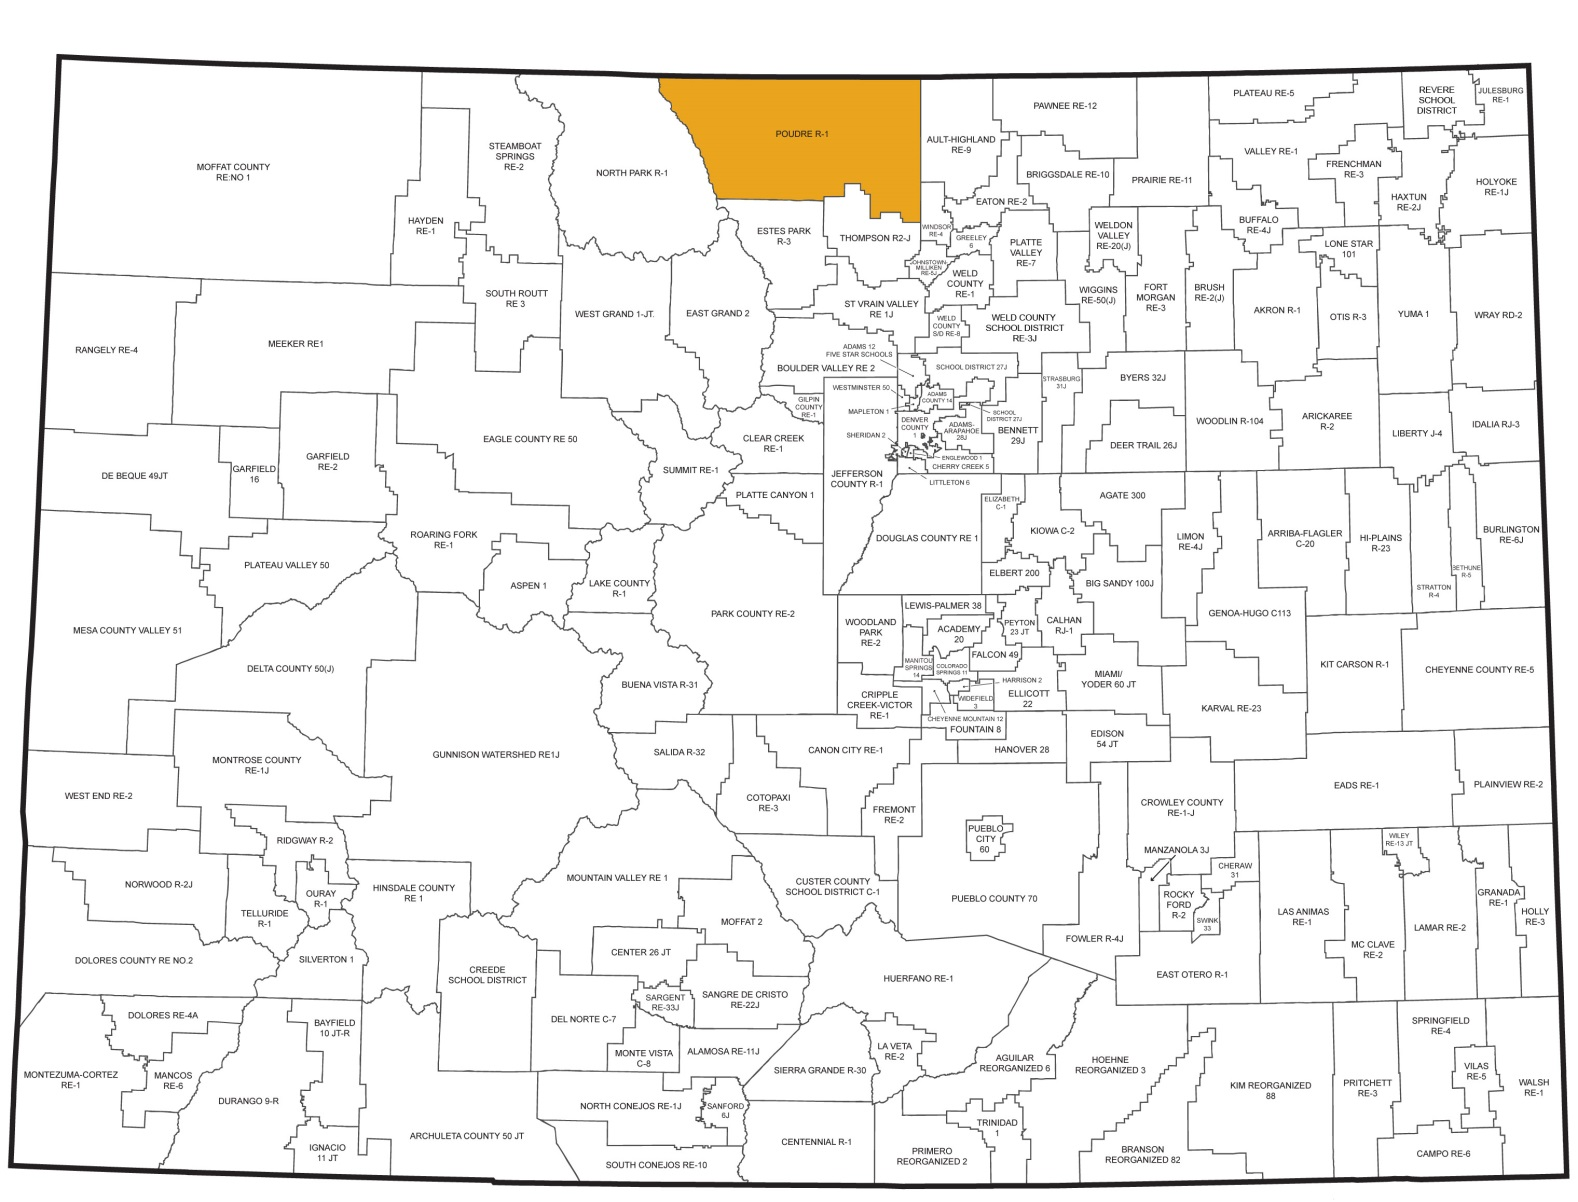 PLATEAU RE-5
REVERE
SCHOOL
DISTRICT
JULESBURG
RE-1
PAWNEE RE-12
POUDRE R-1
AULT-HIGHLAND
RE-9
STEAMBOAT
SPRINGS
RE-2
VALLEY RE-1
FRENCHMAN
RE-3
MOFFAT COUNTY
RE:NO 1
NORTH PARK R-1
BRIGGSDALE RE-10
PRAIRIE RE-11
HAXTUN
RE-2J
HOLYOKE
RE-1J
EATON RE-2
HAYDEN
RE-1
ESTES PARK
R-3
THOMPSON R2-J
WINDSOR
RE-4
GREELEY
6
PLATTE
VALLEY
RE-7
WELDON
VALLEY
RE-20(J)
BUFFALO
RE-4J
LONE STAR
101
JOHNSTOWN-
MILLIKEN
RE-5J
WELD
COUNTY
RE-1
SOUTH ROUTT
RE 3
WIGGINS
RE-50(J)
FORT
MORGAN
RE-3
BRUSH
RE-2(J)
AKRON R-1
OTIS R-3
YUMA 1
WRAY RD-2
WEST GRAND 1-JT.
EAST GRAND 2
ST VRAIN VALLEY
RE 1J
WELD
COUNTY
S/D RE-8
WELD COUNTY
SCHOOL DISTRICT
RE-3J
RANGELY RE-4
MEEKER RE1
ADAMS 12
FIVE STAR SCHOOLS
BOULDER VALLEY RE 2
SCHOOL DISTRICT 27J
STRASBURG
31J
BYERS 32J
WESTMINSTER 50
ADAMS
COUNTY 14
GILPIN
COUNTY
RE-1
MAPLETON 1
SCHOOL
DISTRICT 27J
DENVER
COUNTY
1
ADAMS-
ARAPAHOE
28J
BENNETT
29J
WOODLIN R-104
ARICKAREE
R-2
LIBERTY J-4
IDALIA RJ-3
EAGLE COUNTY RE 50
CLEAR CREEK
RE-1
SHERIDAN 2
DEER TRAIL 26J
ENGLEWOOD 1
CHERRY CREEK 5
DE BEQUE 49JT
GARFIELD
16
GARFIELD
RE-2
SUMMIT RE-1
JEFFERSON
COUNTY R-1
LITTLETON 6
PLATTE CANYON 1
ELIZABETH
C-1
AGATE 300
ROARING FORK
RE-1
DOUGLAS COUNTY RE 1
KIOWA C-2
LIMON
RE-4J
ARRIBA-FLAGLER
C-20
HI-PLAINS
R-23
BURLINGTON
RE-6J
PLATEAU VALLEY 50
ASPEN 1
LAKE COUNTY
R-1
ELBERT 200
BIG SANDY 100J
STRATTON
R-4
BETHUNE
R-5
MESA COUNTY VALLEY 51
PARK COUNTY RE-2
LEWIS-PALMER 38
WOODLAND
PARK
RE-2
ACADEMY
20
PEYTON
23 JT
CALHAN
RJ-1
GENOA-HUGO C113
DELTA COUNTY 50(J)
MANITOU
SPRINGS
14
COLORADO
SPRINGS 11
FALCON 49
KIT CARSON R-1
CHEYENNE COUNTY RE-5
BUENA VISTA R-31
HARRISON 2
MIAMI/
YODER 60 JT
CRIPPLE
CREEK-VICTOR
RE-1
WIDEFIELD
3
ELLICOTT
22
KARVAL RE-23
CHEYENNE MOUNTAIN 12
FOUNTAIN 8
GUNNISON WATERSHED RE1J
SALIDA R-32
CANON CITY RE-1
HANOVER 28
EDISON
54 JT
MONTROSE COUNTY
RE-1J
WEST END RE-2
COTOPAXI
RE-3
FREMONT
RE-2
EADS RE-1
PLAINVIEW RE-2
CROWLEY COUNTY
RE-1-J
PUEBLO
CITY
60
RIDGWAY R-2
MANZANOLA 3J
WILEY
RE-13 JT
CHERAW
31
NORWOOD R-2J
OURAY
R-1
HINSDALE COUNTY
RE 1
MOUNTAIN VALLEY RE 1
CUSTER COUNTY
SCHOOL DISTRICT C-1
PUEBLO COUNTY 70
ROCKY
FORD
R-2
SWINK
33
LAS ANIMAS
RE-1
GRANADA
RE-1
HOLLY
RE-3
TELLURIDE
R-1
MOFFAT 2
LAMAR RE-2
FOWLER R-4J
MC CLAVE
RE-2
DOLORES COUNTY RE NO.2
SILVERTON 1
CREEDE
SCHOOL DISTRICT
CENTER 26 JT
HUERFANO RE-1
EAST OTERO R-1
SARGENT
RE-33J
SANGRE DE CRISTO
RE-22J
DOLORES RE-4A
BAYFIELD
10 JT-R
DEL NORTE C-7
SPRINGFIELD
RE-4
MONTE VISTA
C-8
ALAMOSA RE-11J
LA VETA
RE-2
AGUILAR
REORGANIZED 6
HOEHNE
REORGANIZED 3
MONTEZUMA-CORTEZ
RE-1
MANCOS
RE-6
SIERRA GRANDE R-30
KIM REORGANIZED
88
PRITCHETT
RE-3
VILAS
RE-5
WALSH
RE-1
DURANGO 9-R
NORTH CONEJOS RE-1J
SANFORD
6J
TRINIDAD
1
ARCHULETA COUNTY 50 JT
IGNACIO
11 JT
CENTENNIAL R-1
PRIMERO
REORGANIZED 2
BRANSON
REORGANIZED 82
CAMPO RE-6
SOUTH CONEJOS RE-10